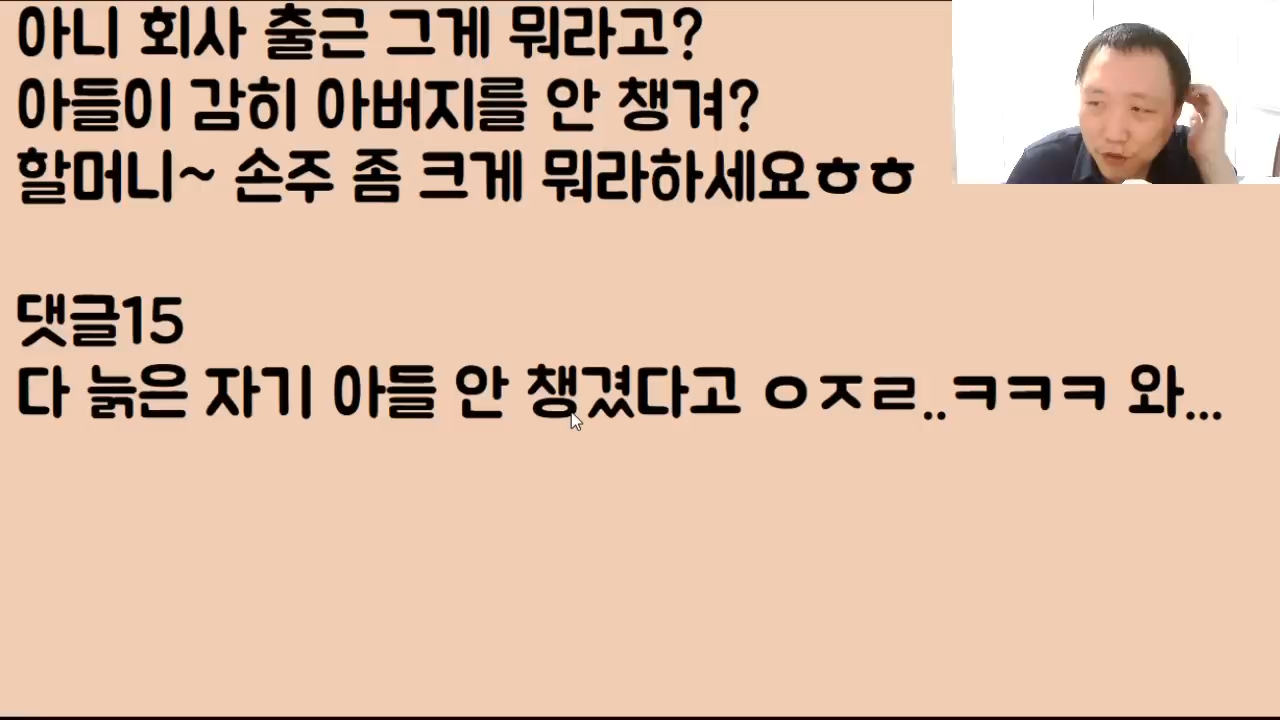 아니 회사 출근 그게 뭐라고?
아들이 감히 아버지를 안 챙겨?
할머니~ 손주 좀 크게 뭐라하세요ㅎㅎ
댓글15
다 늙은 자기 아들 안 챙겼다고 ㅇㅈㄹ..ㅋㅋㅋ 와...